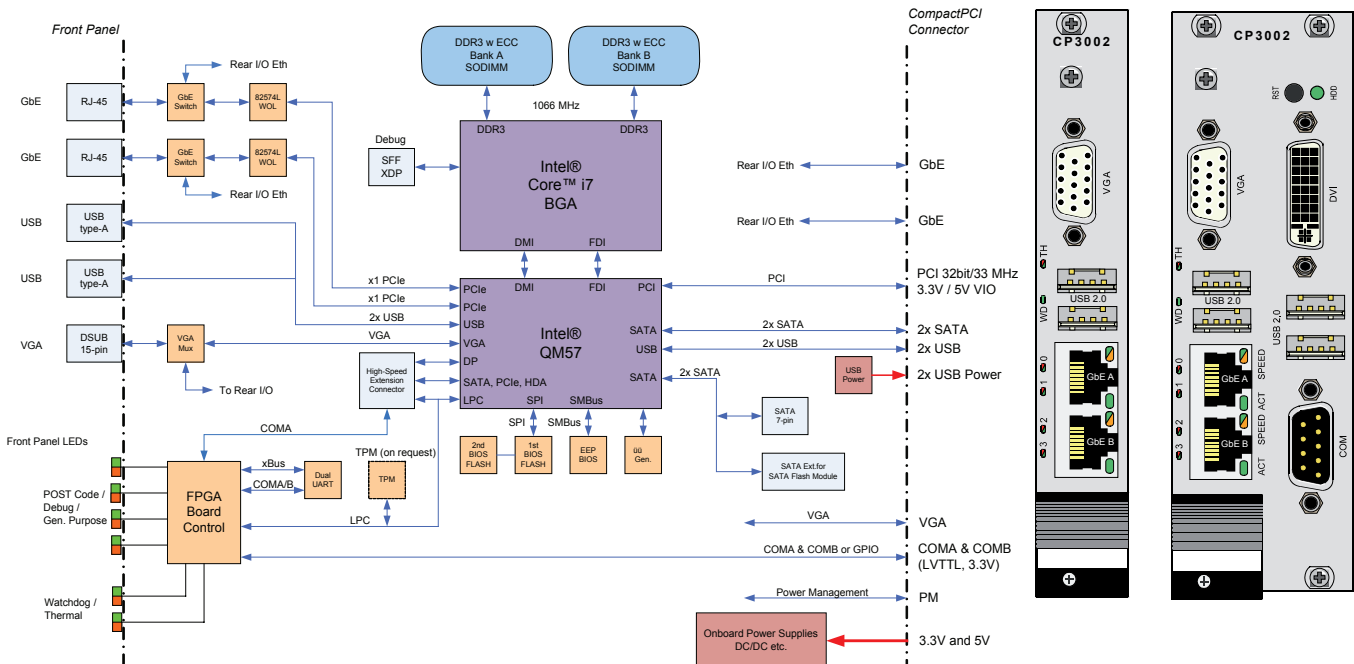 Front Panel
CompactPCI
Connector
GbE
RJ-45
GbE
Switch
82574L
WOL
Rear I/O Eth
GbE
RJ-45
GbE
Switch
82574L
WOL
Rear I/O Eth
USB
USB
type-A
USB
USB
type-A
VGA
DSUB
15-pin
VGA
Mux
To Rear I/O
DDR3 w ECC
Bank A
SODIMM
DDR3 w ECC
Bank B
SODIMM
1066 MHz
Debug
SFF
XDP
DDR3
DDR3
Intel®
Core™ i7
BGA
DMI
FDI
DMI
FDI
x1 PCIe
x1 PCIe
2x USB
VGA
PCIe
PCIe
USB
VGA
DP
SATA, PCIe, HDA
LPC
Intel®
QM57
PCI
SATA
USB
SATA
SPI
SMBus
High-Speed
Extension
Connector
SPI
SMBus
2nd
BIOS
FLASH
1st
BIOS
FLASH
EEP
BIOS
üü
Gen.
Rear I/O Eth
GbE
Rear I/O Eth
GbE
PCI
PCI 32bit/33 MHz
3.3V / 5V VIO
2x SATA
2x SATA
2x USB
2x USB
USB
Power
2x USB Power
2x SATA
SATA
7-pin
SATA Ext.for
SATA Flash Module
Front Panel LEDs
POST Code /
Debug /
Gen. Purpose
Watchdog /
Thermal
COMA
FPGA
Board
Control
xBus
COMA/B
Dual
UART
TPM (on request)
TPM
LPC
VGA
VGA
COMA & COMB or GPIO
COMA & COMB
(LVTTL, 3.3V)
Power Management
PM
Onboard Power Supplies
DC/DC etc.
3.3V and 5V
CP3002
VGA
TH
USB 2.0
WD
0
1
2
3
GbE A
GbE B
CP3002
RST
HDD
VGA
DVI
TH
USB 2.0
WD
USB 2,0
0
1
2
3
GbE A
GbE B
SPEED
ACT
SPEED
ACT
COM